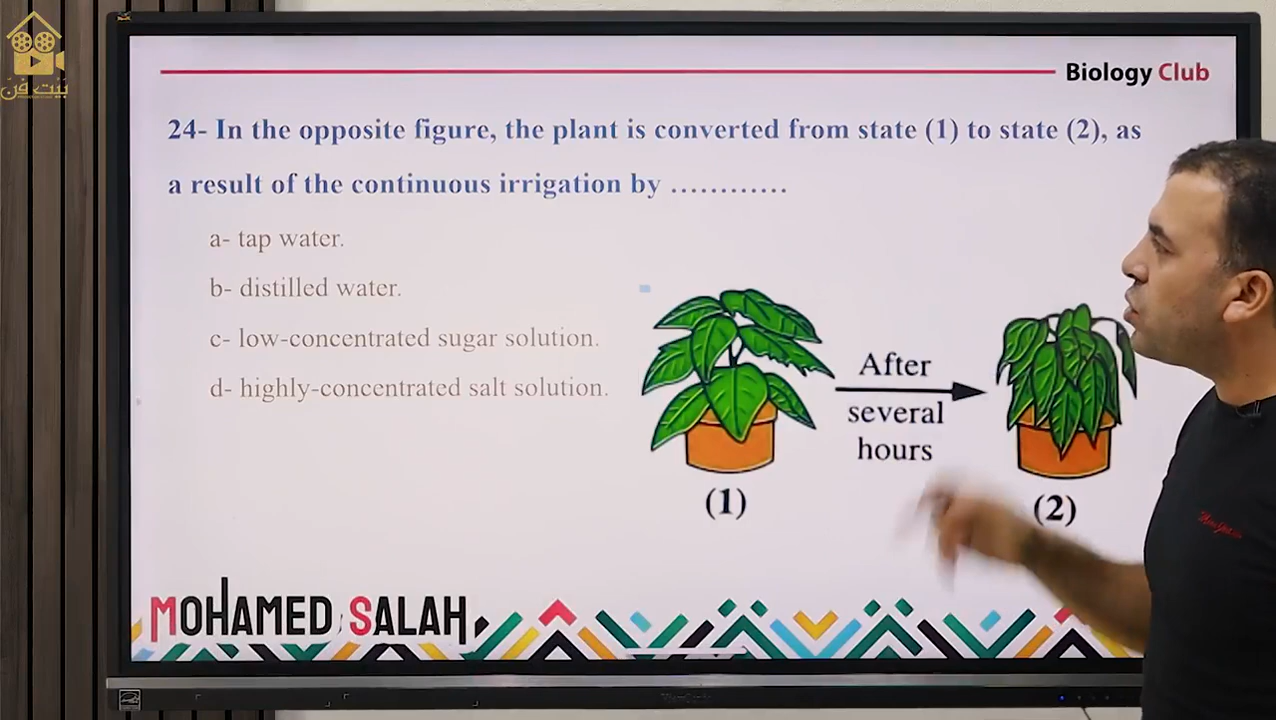 بَيْت فَنّ
Biology Club
24- In the opposite figure, the plant is converted from state (1) to state (2), as
a result of the continuous irrigation by …………
a- tap water.
b- distilled water.
c- low-concentrated sugar solution.
d- highly-concentrated salt solution.
After
several
hours
(1)
(2)
MOHAMED SALAH
ViewSonic